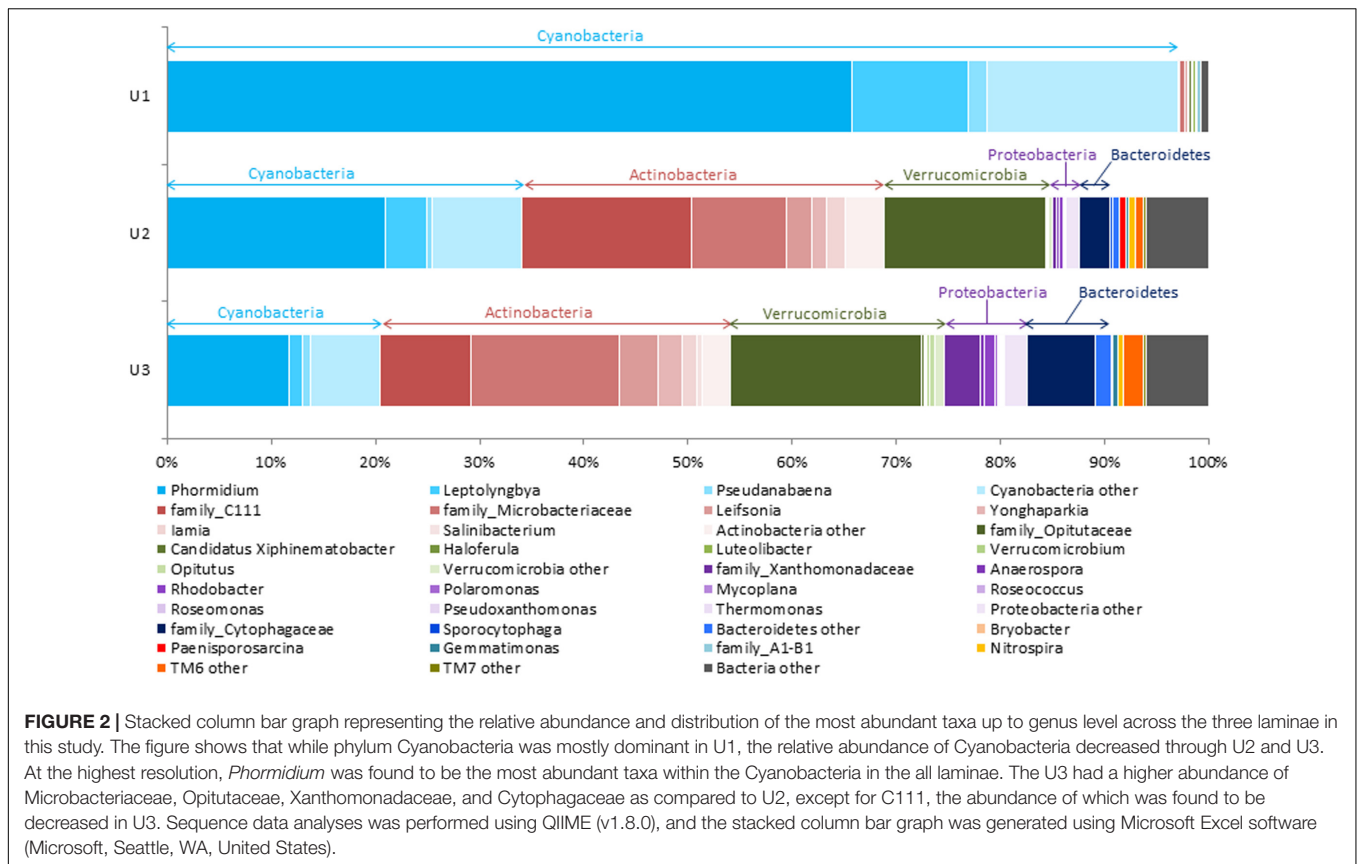 Cyanobacteria
U1
Proteobacteria Bacteroidetes
Cyanobacteria Actinobacteria Verrucomicrobia
U2
Proteobacteria Bacteroidetes
Cyanobacteria Actinobacteria Verrucomicrobia
U3
0% 10% 20% 30% 40% 50% 60% 70% 80% 90% 100%
Phormidium Leptolyngbya Pseudanabaena Cyanobacteria other
family_C111 family_Microbacteriaceae Leifsonia Yonghaparkia
Iamia Salinibacterium Actinobacteria other family_Opitutaceae
Candidatus Xiphinematobacter Haloferula Luteolibacter Verrucomicrobium
Opitutus Verrucomicrobia other family_Xanthomonadaceae Anaerospora
Rhodobacter Polaromonas Mycoplana Roseococcus
Roseomonas Pseudoxanthomonas Thermomonas Proteobacteria other
family_Cytophagaceae Sporocytophaga Bacteroidetes other Bryobacter
Paenisporosarcina Gemmatimonas family_A1-B1 Nitrospira
TM6 other TM7 other Bacteria other
FIGURE 2 | Stacked column bar graph representing the relative abundance and distribution of the most abundant taxa up to genus level across the three laminae in
this study. The figure shows that while phylum Cyanobacteria was mostly dominant in U1, the relative abundance of Cyanobacteria decreased through U2 and U3.
At the highest resolution, Phormidium was found to be the most abundant taxa within the Cyanobacteria in the all laminae. The U3 had a higher abundance of
Microbacteriaceae, Opitutaceae, Xanthomonadaceae, and Cytophagaceae as compared to U2, except for C111, the abundance of which was found to be
decreased in U3. Sequence data analyses was performed using QIIME (v1.8.0), and the stacked column bar graph was generated using Microsoft Excel software
(Microsoft, Seattle, WA, United States).